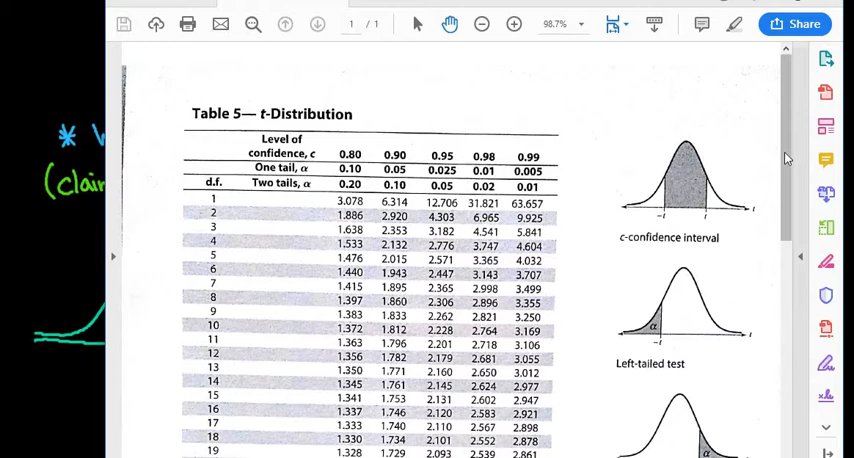 1 / 1
98.7%
Share
Table 5— t-Distribution
Level of
confidence, c 0.80 0.90 0.95 0.98 0.99
One tail, α 0.10 0.05 0.025 0.01 0.005
d.f. Two tails, α 0.20 0.10 0.05 0.02 0.01
1 3.078 6.314 12.706 31.821 63.657
2 1.886 2.920 4.303 6.965 9.925
3 1.638 2.353 3.182 4.541 5.841
4 1.533 2.132 2.776 3.747 4.604
5 1.476 2.015 2.571 3.365 4.032
6 1.440 1.943 2.447 3.143 3.707
7 1.415 1.895 2.365 2.998 3.499
8 1.397 1.860 2.306 2.896 3.355
9 1.383 1.833 2.262 2.821 3.250
10 1.372 1.812 2.228 2.764 3.169
11 1.363 1.796 2.201 2.718 3.106
12 1.356 1.782 2.179 2.681 3.055
13 1.350 1.771 2.160 2.650 3.012
14 1.345 1.761 2.145 2.624 2.977
15 1.341 1.753 2.131 2.602 2.947
16 1.337 1.746 2.120 2.583 2.921
17 1.333 1.740 2.110 2.567 2.898
18 1.330 1.734 2.101 2.552 2.878
19 1.328 1.729 2.093 2.539 2.861
-t t t
c-confidence interval
α
-t t
Left-tailed test
α